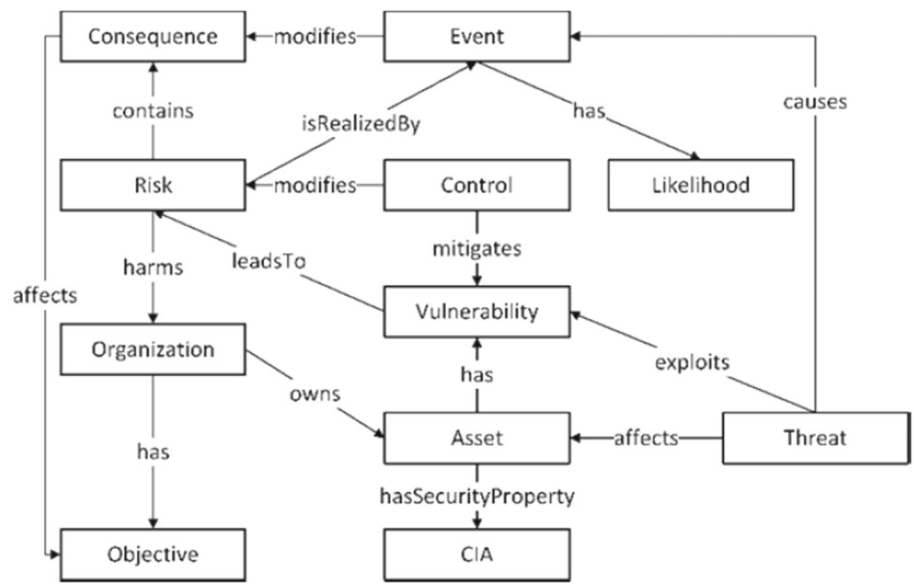 Consequence
modifies
Event
contains
isRealizedBy
has
causes
Risk
modifies
Control
Likelihood
harms
leadsTo
mitigates
affects
Vulnerability
Organization
owns
has
exploits
has
Asset
affects
Threat
hasSecurityProperty
Objective
CIA